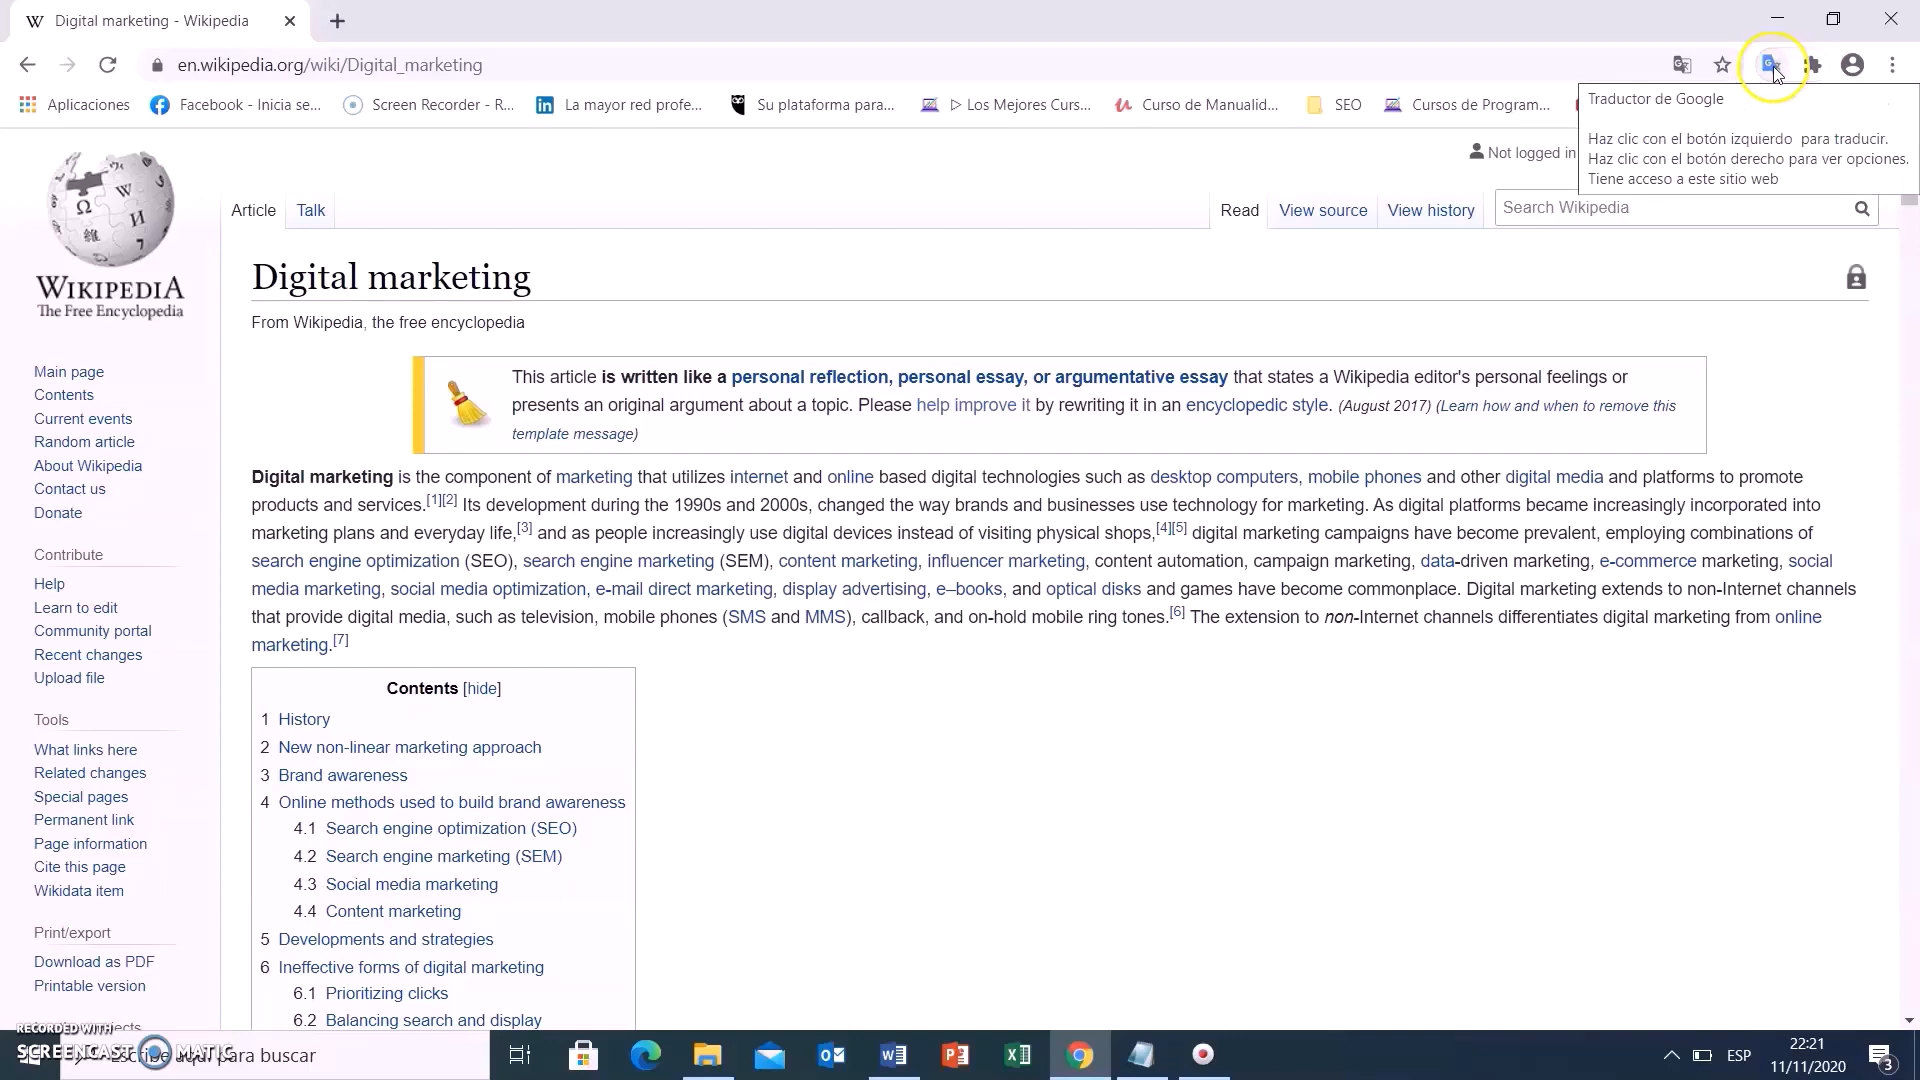 Digital marketing - Wikipedia
en.wikipedia.org/wiki/Digital_marketing
Aplicaciones
Facebook - Inicia se...
Screen Recorder - R...
La mayor red profe...
Su plataforma para...
▷ Los Mejores Curs...
Curso de Manualid...
SEO
Cursos de Program...
Traductor de Google
Haz clic con el botón izquierdo para traducir.
Haz clic con el botón derecho para ver opciones.
Tiene acceso a este sitio web
Not logged in
Article
Talk
Read
View source
View history
Search Wikipedia
WIKIPEDIA
The Free Encyclopedia
Main page
Contents
Current events
Random article
About Wikipedia
Contact us
Donate
Contribute
Help
Learn to edit
Community portal
Recent changes
Upload file
Tools
What links here
Related changes
Special pages
Permanent link
Page information
Cite this page
Wikidata item
Print/export
Download as PDF
Printable version
Digital marketing
From Wikipedia, the free encyclopedia
This article is written like a personal reflection, personal essay, or argumentative essay that states a Wikipedia editor's personal feelings or
presents an original argument about a topic. Please help improve it by rewriting it in an encyclopedic style. (August 2017) (Learn how and when to remove this
template message)
Digital marketing is the component of marketing that utilizes internet and online based digital technologies such as desktop computers, mobile phones and other digital media and platforms to promote
products and services.[1][2] Its development during the 1990s and 2000s, changed the way brands and businesses use technology for marketing. As digital platforms became increasingly incorporated into
marketing plans and everyday life,[3] and as people increasingly use digital devices instead of visiting physical shops,[4][5] digital marketing campaigns have become prevalent, employing combinations of
search engine optimization (SEO), search engine marketing (SEM), content marketing, influencer marketing, content automation, campaign marketing, data-driven marketing, e-commerce marketing, social
media marketing, social media optimization, e-mail direct marketing, display advertising, e–books, and optical disks and games have become commonplace. Digital marketing extends to non-Internet channels
that provide digital media, such as television, mobile phones (SMS and MMS), callback, and on-hold mobile ring tones.[6] The extension to non-Internet channels differentiates digital marketing from online
marketing.[7]
Contents [hide]
1 History
2 New non-linear marketing approach
3 Brand awareness
4 Online methods used to build brand awareness
4.1 Search engine optimization (SEO)
4.2 Search engine marketing (SEM)
4.3 Social media marketing
4.4 Content marketing
5 Developments and strategies
6 Ineffective forms of digital marketing
6.1 Prioritizing clicks
6.2 Balancing search and display
RECORDED WITH
SCREENCAST MATIC
para buscar
ESP
22:21
11/11/2020
3